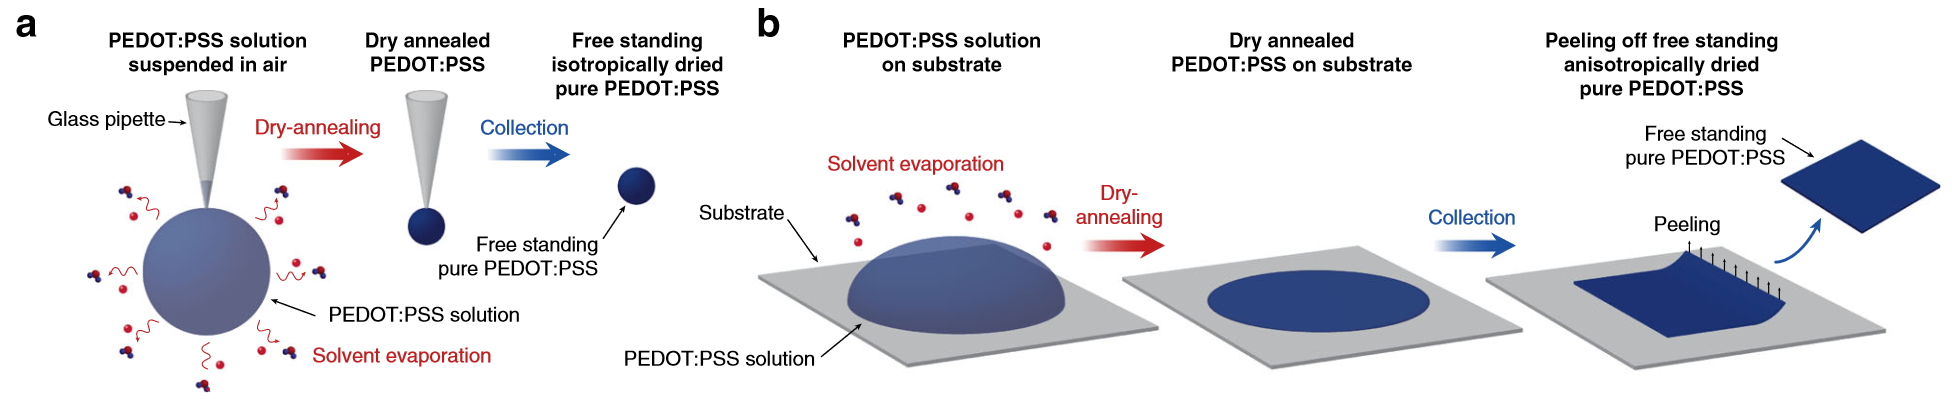 a
PEDOT:PSS solution
suspended in air
Dry annealed
PEDOT:PSS
Free standing
isotropically dried
pure PEDOT:PSS
Glass pipette
Dry-annealing
Collection
Free standing
pure PEDOT:PSS
PEDOT:PSS solution
Solvent evaporation
b
PEDOT:PSS solution
on substrate
Dry annealed
PEDOT:PSS on substrate
Peeling off free standing
anisotropically dried
pure PEDOT:PSS
Solvent evaporation
Substrate
PEDOT:PSS solution
Dry-
annealing
Collection
Peeling
Free standing
pure PEDOT:PSS